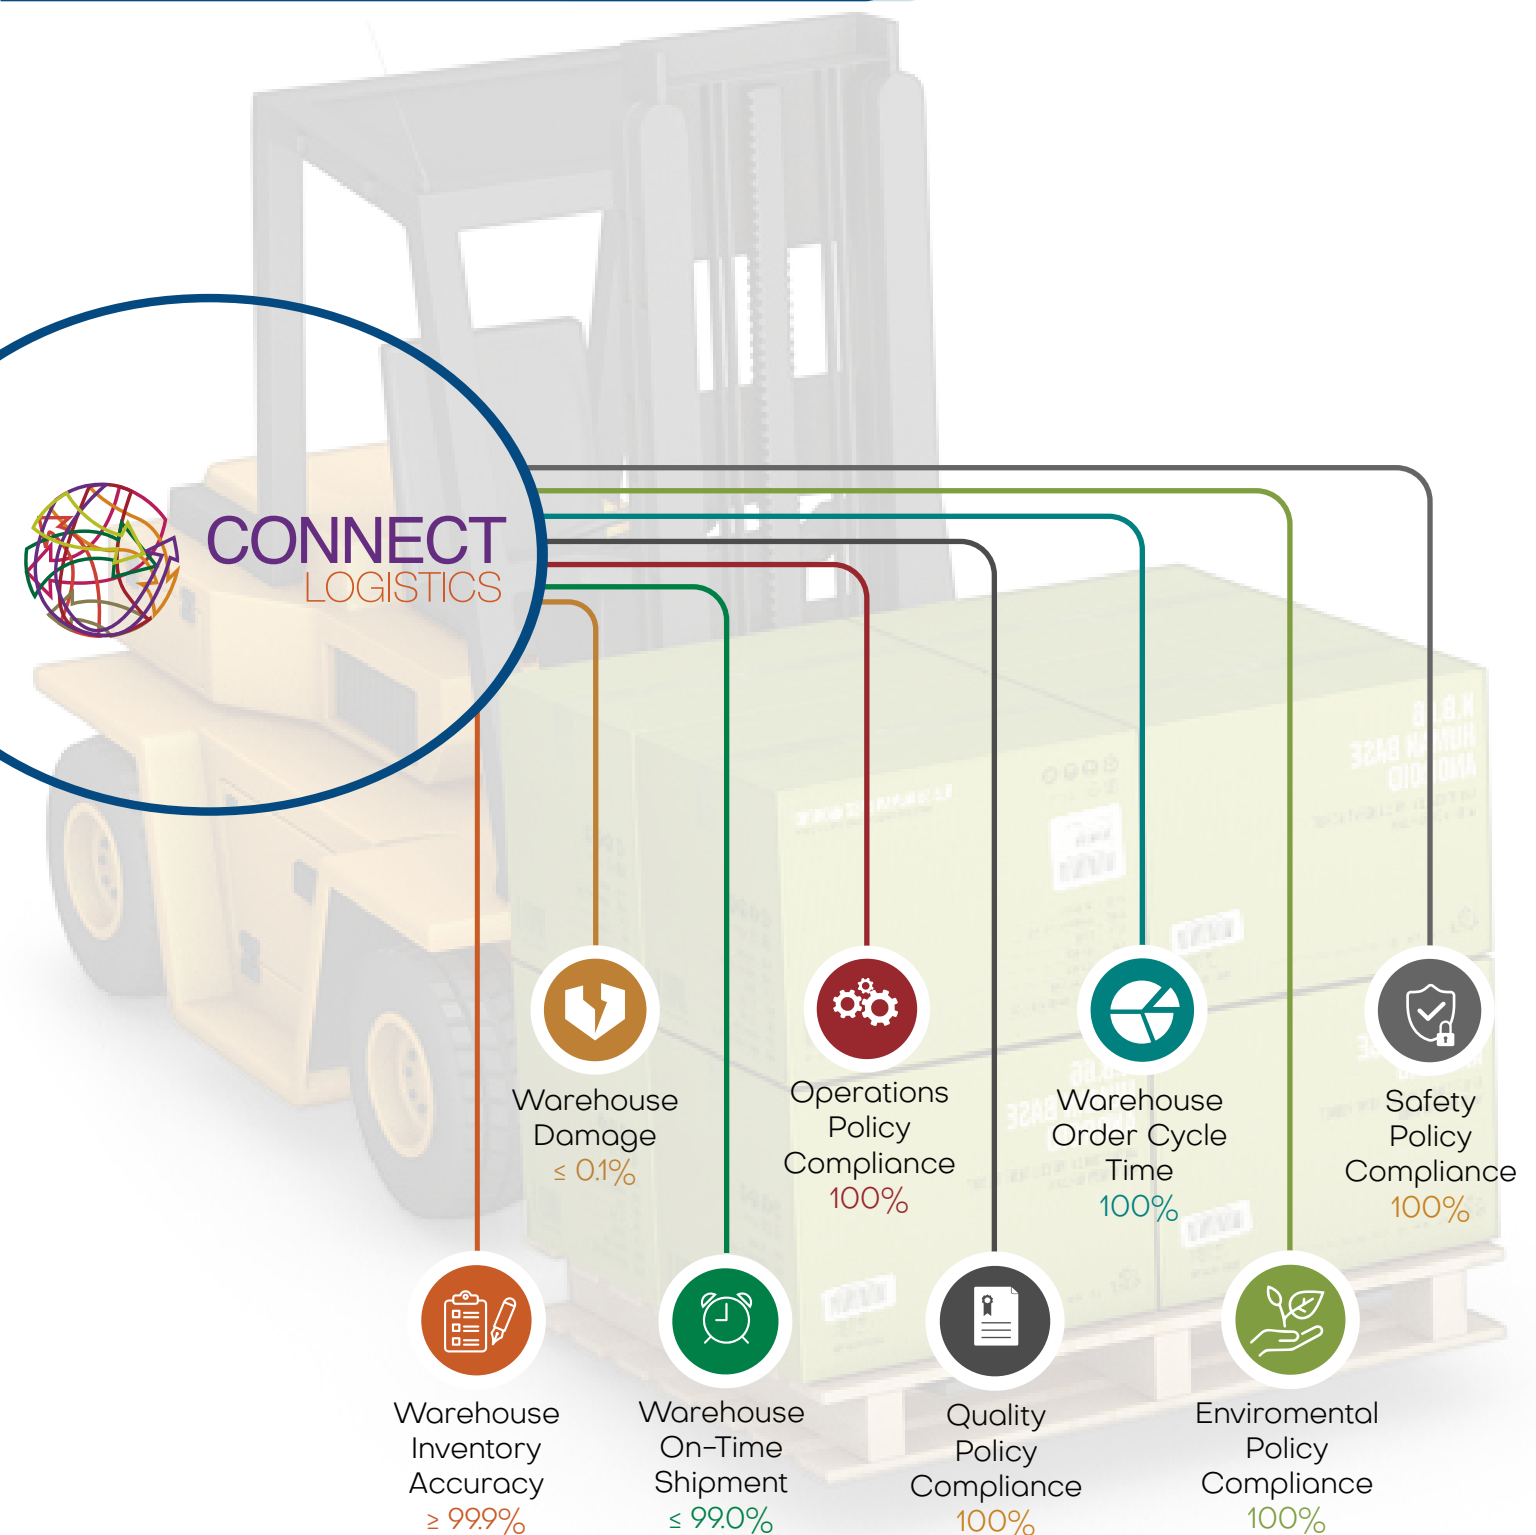 CONNECT
LOGISTICS
Warehouse
Damage
≤ 0.1%
Operations
Policy
Compliance
100%
Warehouse
Order Cycle
Time
100%
Safety
Policy
Compliance
100%
Warehouse
Inventory
Accuracy
≥ 99.9%
Warehouse
On-Time
Shipment
≤ 99.0%
Quality
Policy
Compliance
100%
Enviromental
Policy
Compliance
100%